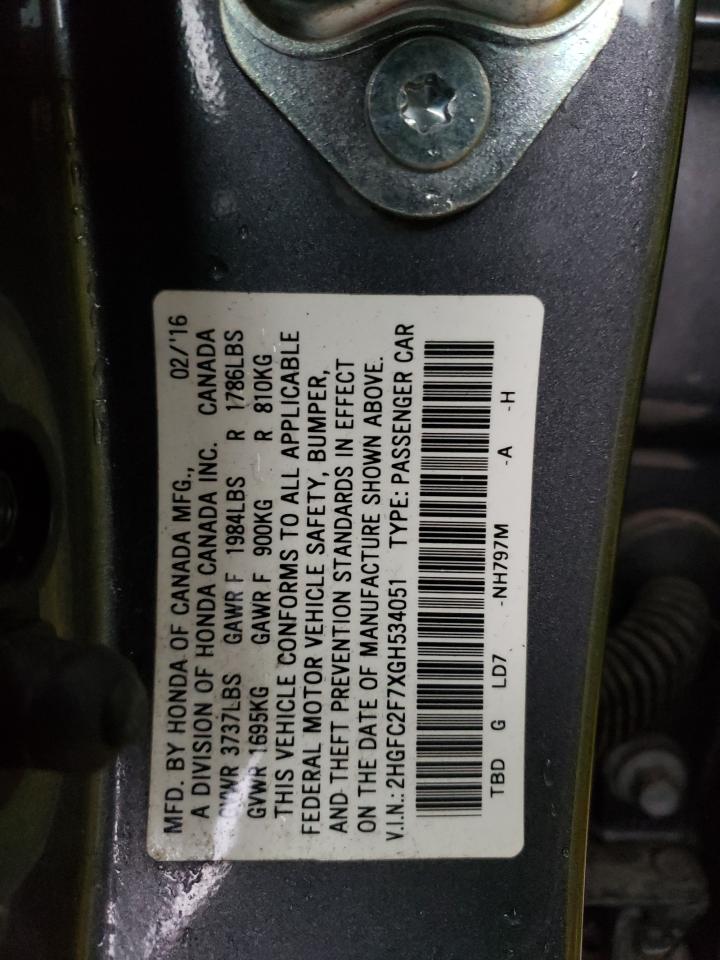 MFD. BY HONDA OF CANADA MFG., 02/'16
A DIVISION OF HONDA CANADA INC. CANADA
GVWR 3737LBS GAWR F 1984LBS R 1786LBS
GVWR 1695KG GAWR F 900KG R 810KG
THIS VEHICLE CONFORMS TO ALL APPLICABLE
FEDERAL MOTOR VEHICLE SAFETY, BUMPER,
AND THEFT PREVENTION STANDARDS IN EFFECT
ON THE DATE OF MANUFACTURE SHOWN ABOVE.
V.I.N.: 2HGFC2F7XGH534051 TYPE: PASSENGER CAR
TBD G LD7 -NH797M -A -H